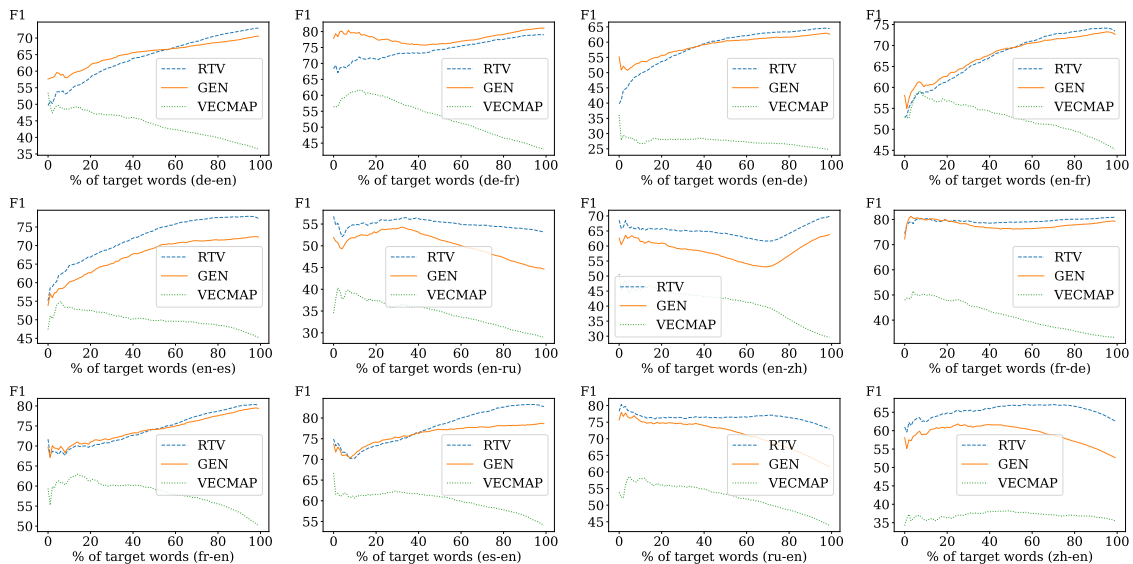 F1
70
65
60
55
50
45
40
35
0 20 40 60 80 100
RTV
GEN
VECMAP
% of target words (de-en)
F1
80
75
70
65
60
55
50
45
0 20 40 60 80 100
RTV
GEN
VECMAP
% of target words (de-fr)
F1
65
60
55
50
45
40
35
30
25
0 20 40 60 80 100
RTV
GEN
VECMAP
% of target words (en-de)
F1
75
70
65
60
55
50
45
0 20 40 60 80 100
RTV
GEN
VECMAP
% of target words (en-fr)
F1
75
70
65
60
55
50
45
0 20 40 60 80 100
RTV
GEN
VECMAP
% of target words (en-es)
F1
55
50
45
40
35
30
0 20 40 60 80 100
RTV
GEN
VECMAP
% of target words (en-ru)
F1
70
65
60
55
50
45
40
35
30
0 20 40 60 80 100
RTV
GEN
VECMAP
% of target words (en-zh)
F1
80
70
60
50
40
0 20 40 60 80 100
RTV
GEN
VECMAP
% of target words (fr-de)
F1
80
75
70
65
60
55
50
0 20 40 60 80 100
RTV
GEN
VECMAP
% of target words (fr-en)
F1
80
75
70
65
60
55
0 20 40 60 80 100
RTV
GEN
VECMAP
% of target words (es-en)
F1
80
75
70
65
60
55
50
45
0 20 40 60 80 100
RTV
GEN
VECMAP
% of target words (ru-en)
F1
65
60
55
50
45
40
35
0 20 40 60 80 100
RTV
GEN
VECMAP
% of target words (zh-en)